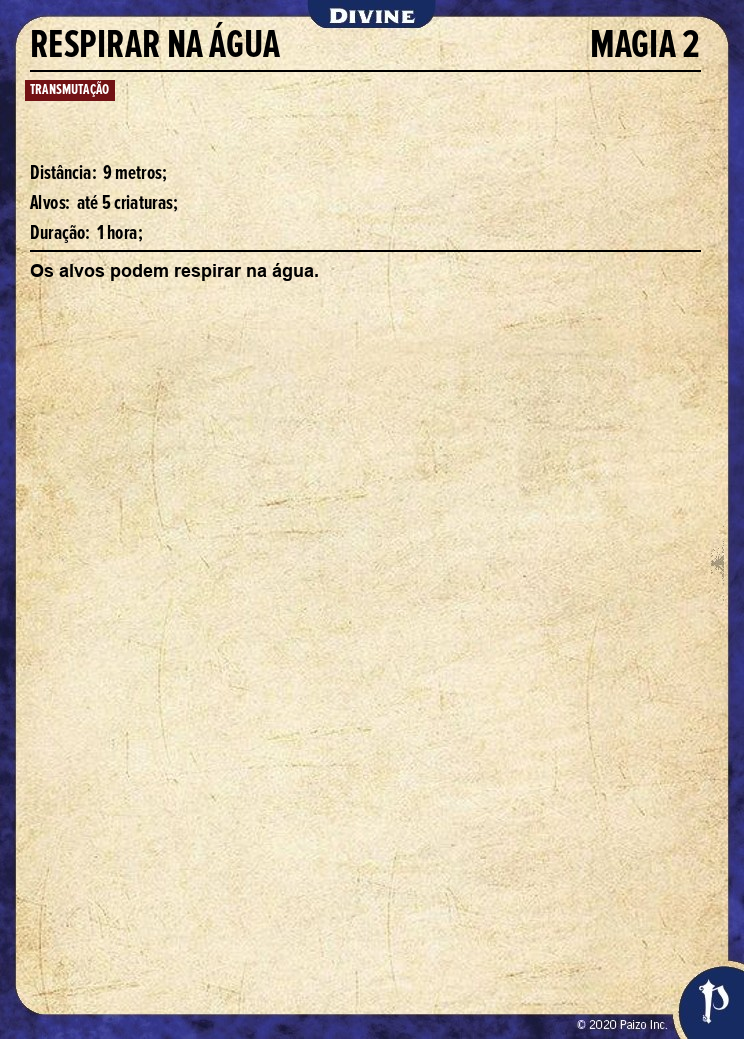 DIVINE
RESPIRAR NA ÁGUA MAGIA 2
TRANSMUTAÇÃO
Distância: 9 metros;
Alvos: até 5 criaturas;
Duração: 1 hora;
Os alvos podem respirar na água.
© 2020 Paizo Inc.